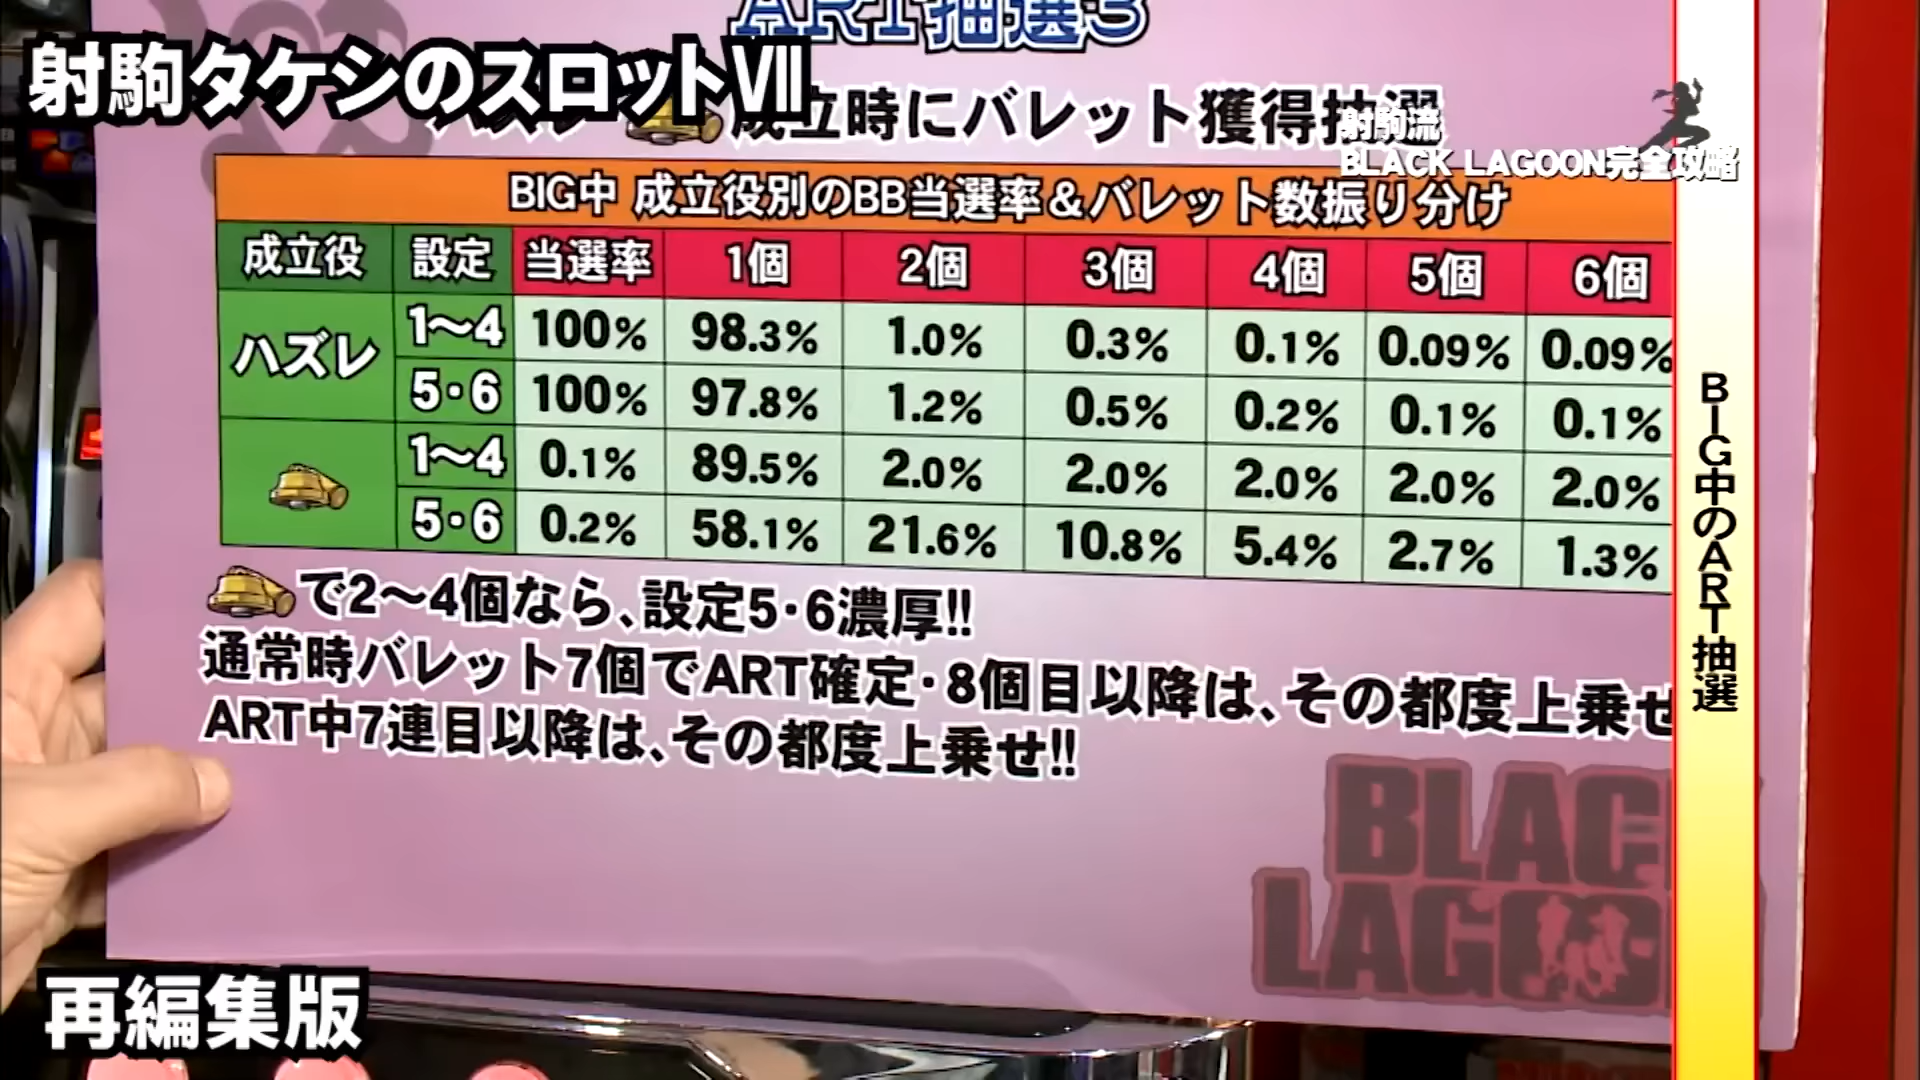 射駒タケシのスロットⅦ
ART抽選3
成立時にバレット獲得抽選
射駒流
BLACK LAGOON完全攻略
BIG中 成立役別のBB当選率&バレット数振り分け
成立役 設定 当選率 1個 2個 3個 4個 5個 6個
ハズレ 1〜4 100% 98.3% 1.0% 0.3% 0.1% 0.09% 0.09%
5・6 100% 97.8% 1.2% 0.5% 0.2% 0.1% 0.1%
1〜4 0.1% 89.5% 2.0% 2.0% 2.0% 2.0% 2.0%
5・6 0.2% 58.1% 21.6% 10.8% 5.4% 2.7% 1.3%
で2〜4個なら、設定5・6濃厚!!
通常時バレット7個でART確定・8個目以降は、その都度上乗せ
ART中7連目以降は、その都度上乗せ!!
BIG中のART抽選
BLAC
LAGOO
再編集版